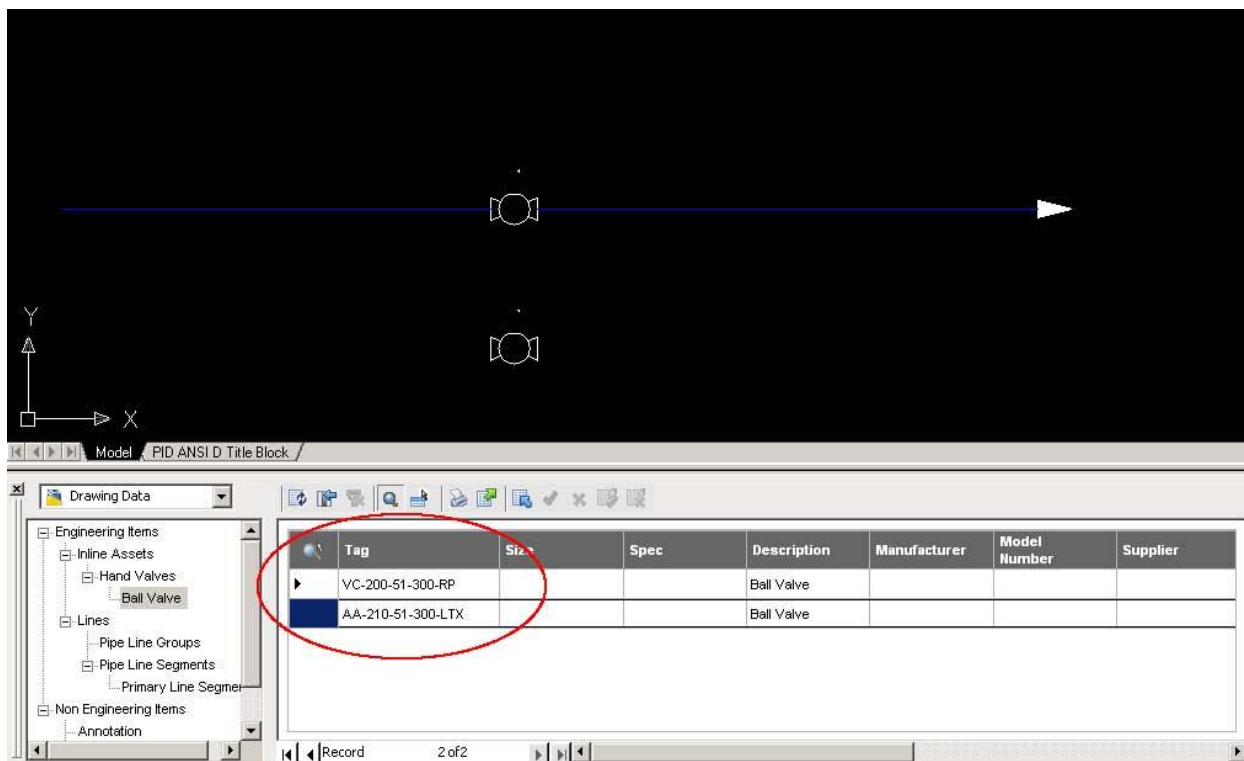 Y
X
Model PID ANSI D Title Block
Drawing Data
Engineering Items
Inline Assets
Hand Valves
Ball Valve
Lines
Pipe Line Groups
Pipe Line Segments
Primary Line Segme
Non Engineering Items
Annotation
Tag Size Spec Description Manufacturer Model Number Supplier
VC-200-51-300-RP Ball Valve
AA-210-51-300-LTX Ball Valve
Record 2 of2